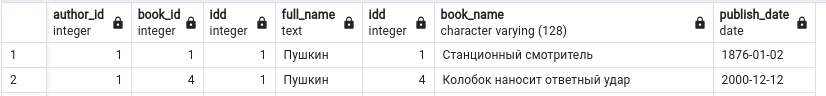 author_id book_id idd full_name idd book_name publish_date
integer integer integer text integer character varying (128) date
1 1 1 1 Пушкин 1 Станционный смотритель 1876-01-02
2 1 4 1 Пушкин 4 Колобок наносит ответный удар 2000-12-12